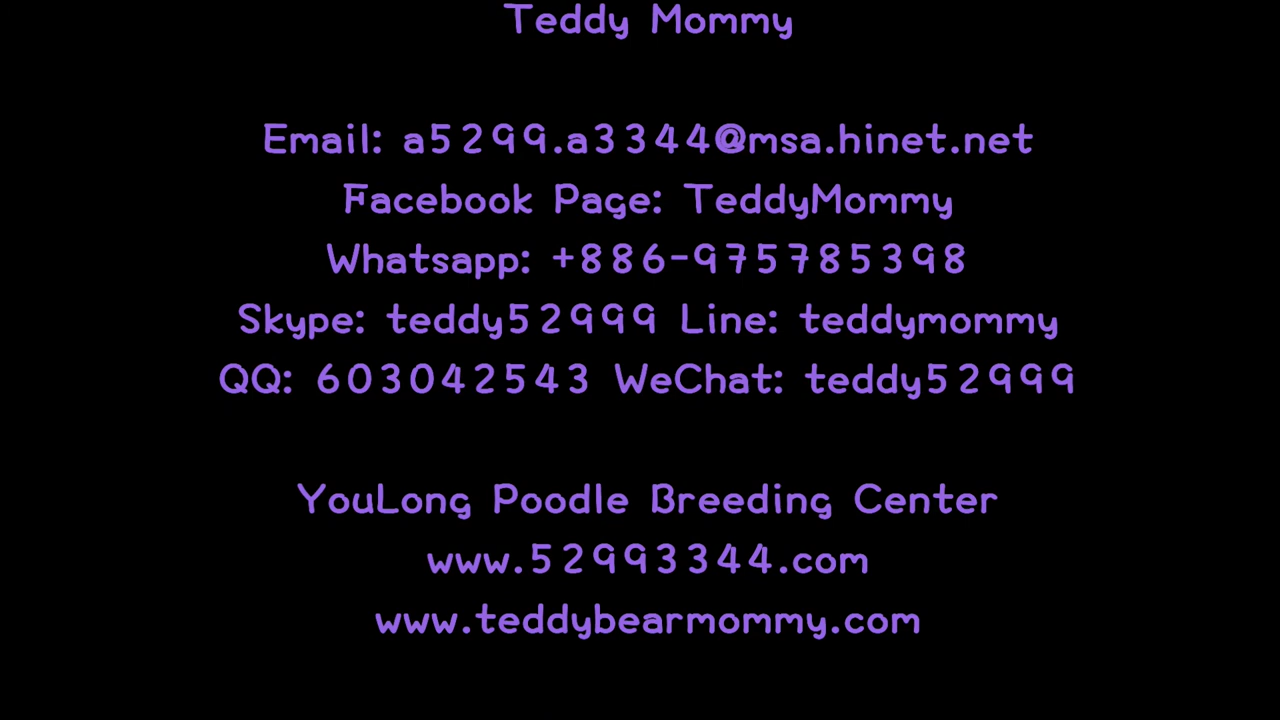 Teddy Mommy
Email: a5299.a3344@msa.hinet.net
Facebook Page: TeddyMommy
Whatsapp: +886-975785398
Skype: teddy52999 Line: teddymommy
QQ: 603042543 WeChat: teddy52999
YouLong Poodle Breeding Center
www.52993344.com
www.teddybearmommy.com